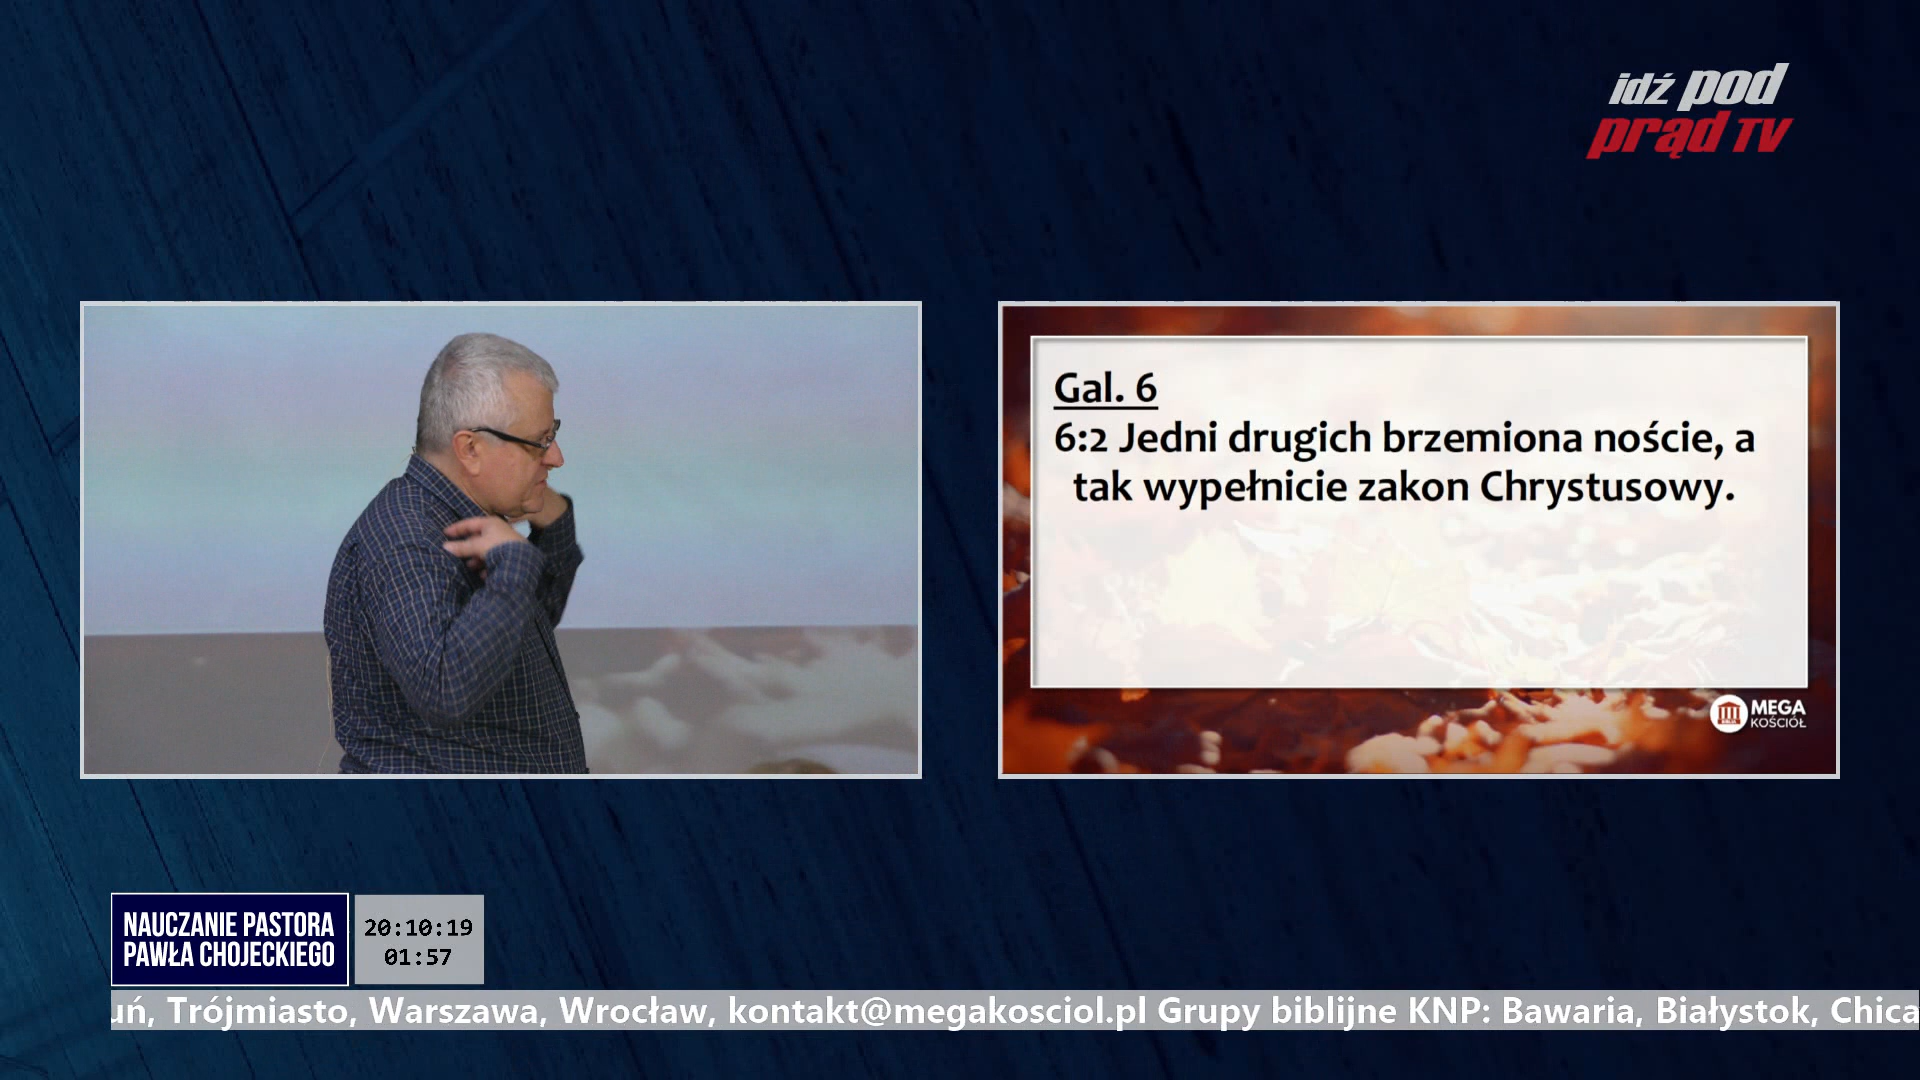 idź pod
prąd TV
Gal. 6
6:2 Jedni drugich brzemiona noście, a
tak wypełnicie zakon Chrystusowy.
MEGA
KOŚCIÓŁ
NAUCZANIE PASTORA
PAWŁA CHOJECKIEGO
20:10:19
01:57
uń, Trójmiasto, Warszawa, Wrocław, kontakt@megakosciol.pl Grupy biblijne KNP: Bawaria, Białystok, Chica